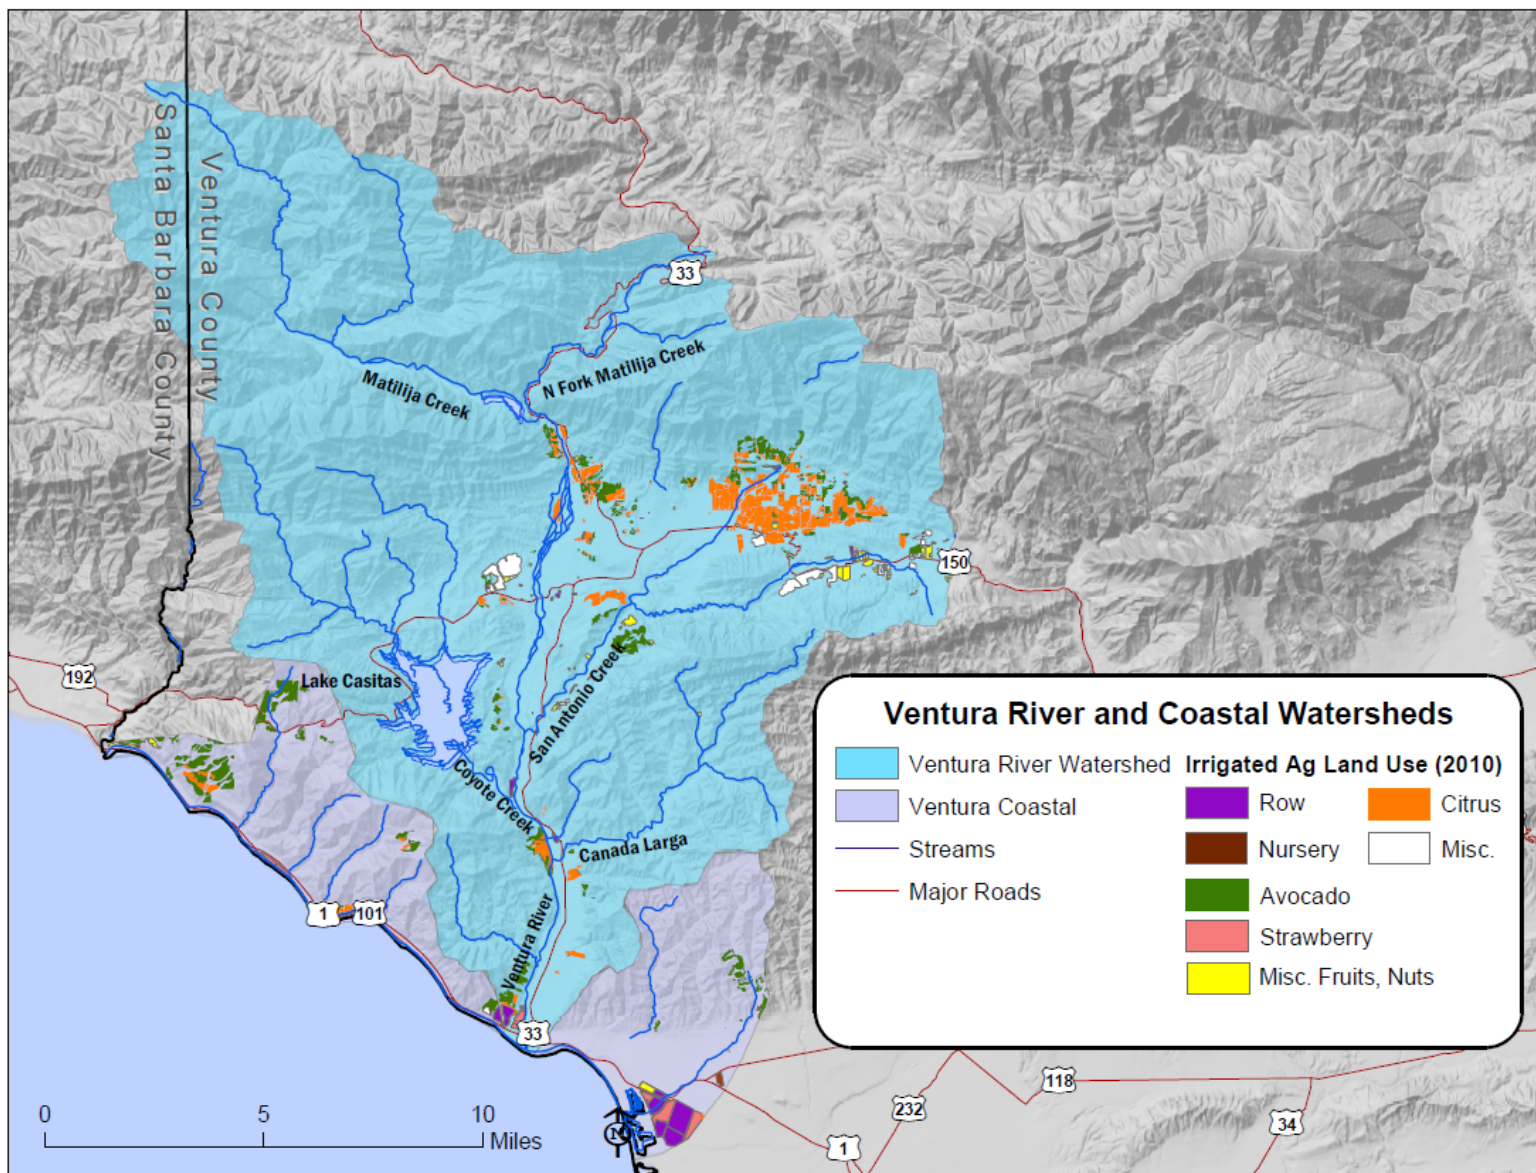 Santa Barbara County
Ventura County
33
Matilija Creek
N Fork Matilija Creek
150
192
Lake Casitas
San Antonio Creek
Coyote Creek
Canada Larga
Ventura River
1
101
33
Ventura River and Coastal Watersheds
Ventura River Watershed
Ventura Coastal
Streams
Major Roads
Irrigated Ag Land Use (2010)
Row
Citrus
Nursery
Misc.
Avocado
Strawberry
Misc. Fruits, Nuts
118
232
34
1
N
0 5 10
Miles